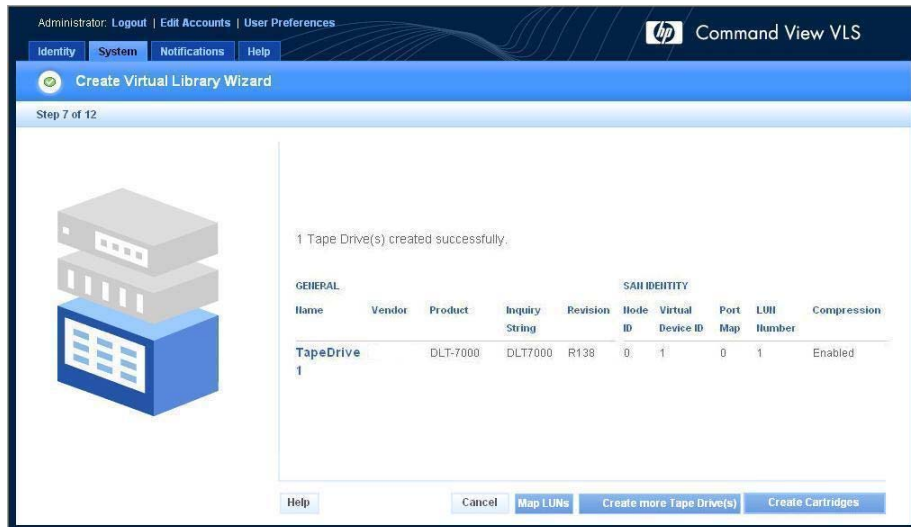 Administrator: Logout | Edit Accounts | User Preferences
hp Command View VLS
Identity System Notifications Help
Create Virtual Library Wizard
Step 7 of 12
1 Tape Drive(s) created successfully.
GENERAL SAN IDENTITY
Name Vendor Product Inquiry String Revision Node ID Virtual Device ID Port Map LUN Number Compression
TapeDrive 1 DLT-7000 DLT7000 R138 0 1 0 1 Enabled
Help Cancel Map LUNs Create more Tape Drive(s) Create Cartridges